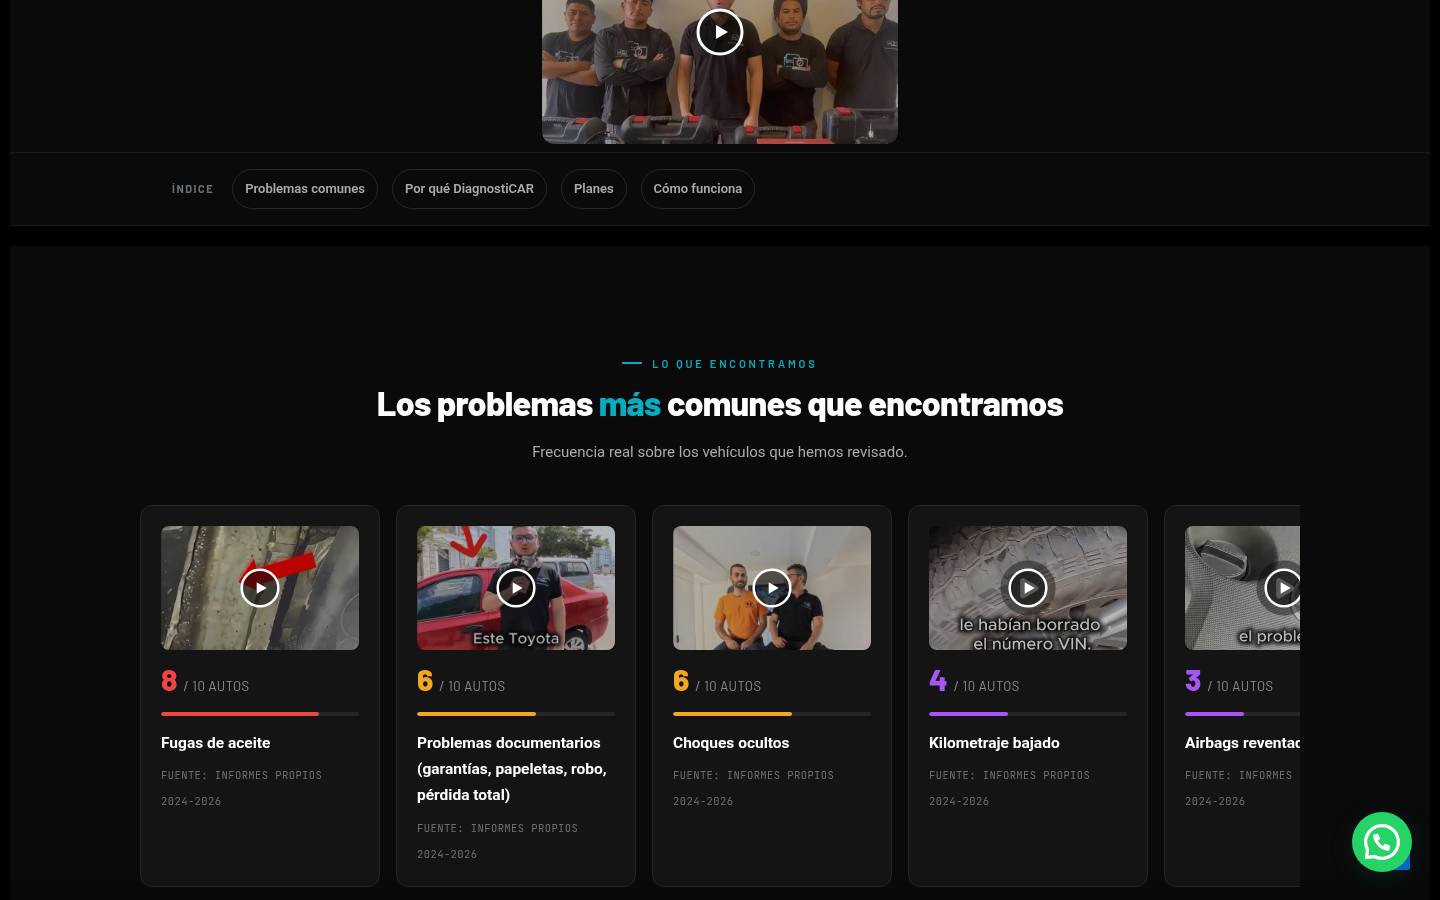 ÍNDICE Problemas comunes Por qué DiagnostiCAR Planes Cómo funciona
LO QUE ENCONTRAMOS
Los problemas más comunes que encontramos
Frecuencia real sobre los vehículos que hemos revisado.
8 / 10 AUTOS
Fugas de aceite
FUENTE: INFORMES PROPIOS
2024-2026
Este Toyota
6 / 10 AUTOS
Problemas documentarios
(garantías, papeletas, robo,
pérdida total)
FUENTE: INFORMES PROPIOS
2024-2026
6 / 10 AUTOS
Choques ocultos
FUENTE: INFORMES PROPIOS
2024-2026
le habían borrado
el número VIN.
4 / 10 AUTOS
Kilometraje bajado
FUENTE: INFORMES PROPIOS
2024-2026
el proble
3 / 10 AUTOS
Airbags reventad
FUENTE: INFORMES
2024-2026